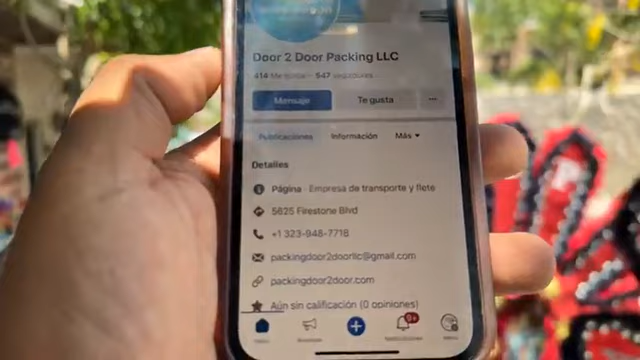 Door 2 Door Packing LLC
414 Me gusta • 547 seguidores
Mensaje
Te gusta
Publicaciones
Información
Más
Detalles
Página · Empresa de transporte y flete
5625 Firestone Blvd
+1 323-948-7718
packingdoor2doorllc@gmail.com
packingdoor2door.com
Aún sin calificación (0 opiniones)
9+